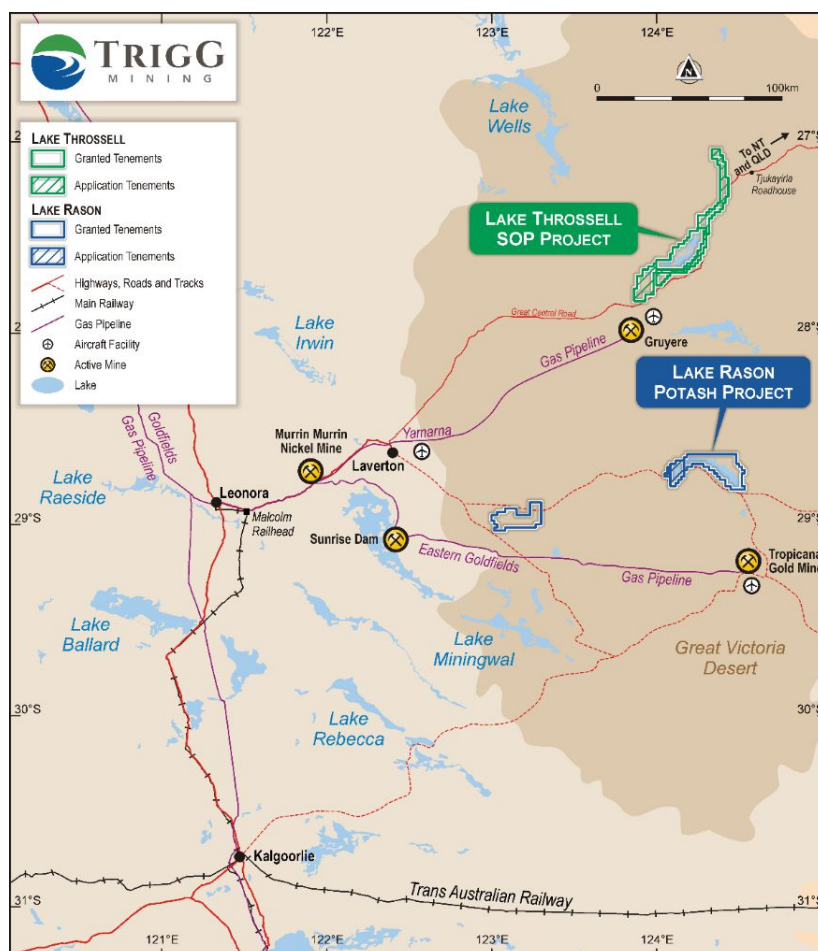 122°E
123°E
124°E
TRIGG
MINING
N
0
100km
LAKE THROSSELL
Granted Tenements
Application Tenements
LAKE RASON
Granted Tenements
Application Tenements
Highways, Roads and Tracks
Main Railway
Gas Pipeline
Aircraft Facility
Active Mine
Lake
Lake
Wells
27°S
To NT
and QLD
Tjukayirla
Roadhouse
LAKE THROSSELL
SOP PROJECT
Great Central Road
Lake
Irwin
28°S
Gruyere
Gas Pipeline
LAKE RASON
POTASH PROJECT
Goldfields
Gas Pipeline
Murrin Murrin
Nickel Mine
Yarnarna
Laverton
Lake
Raeside
Leonora
Malcolm
Railhead
29°S
29°S
Sunrise Dam
Eastern Goldfields
Gas Pipeline
Tropicana
Gold Mine
Lake
Ballard
Lake
Miningwal
Great Victoria
Desert
30°S
30°S
Lake
Rebecca
Kalgoorlie
Trans Australian Railway
31°S
31°S
121°E
122°E
123°E
124°E